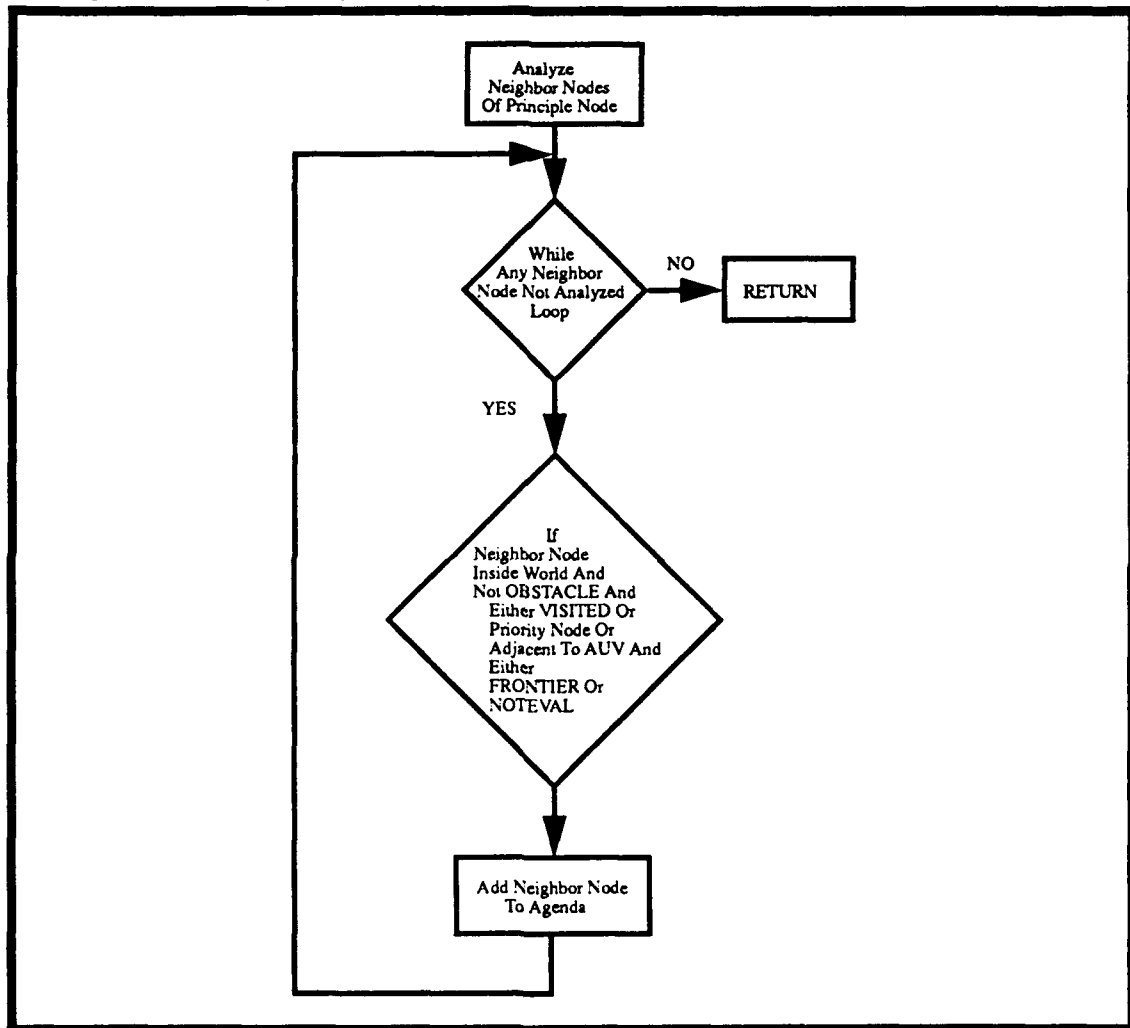 Analyze
Neighbor Nodes
Of Principle Node
While
Any Neighbor
Node Not Analyzed
Loop
NO
RETURN
YES
If
Neighbor Node
Inside World And
Not OBSTACLE And
Either VISITED Or
Priority Node Or
Adjacent To AUV And
Either
FRONTIER Or
NOTEVAL
Add Neighbor Node
To Agenda